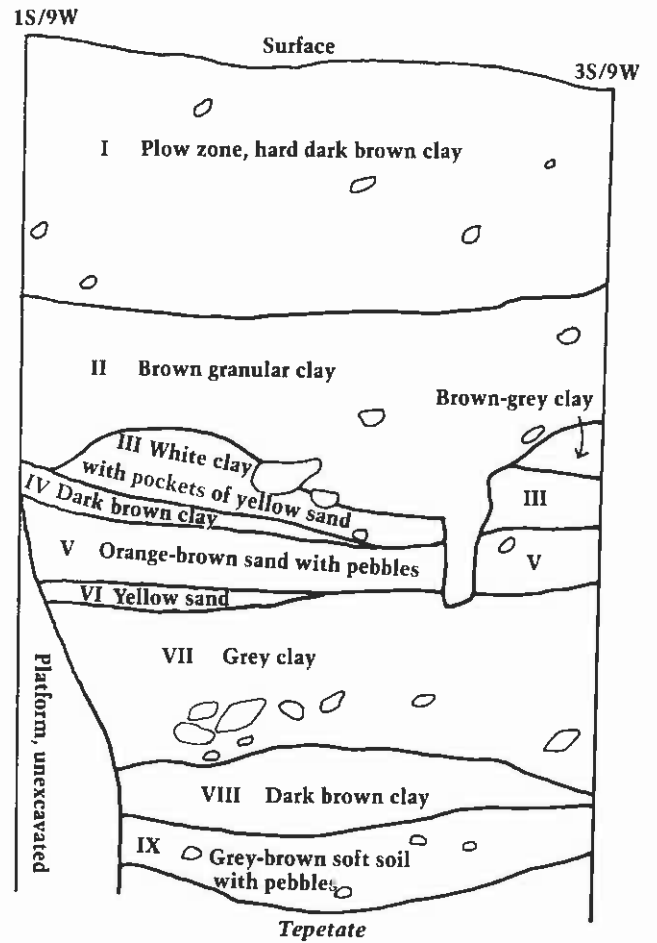 1S/9W
Surface
3S/9W
I Plow zone, hard dark brown clay
II Brown granular clay
Brown-grey clay
III White clay
with pockets of yellow sand
III
IV Dark brown clay
V Orange-brown sand with pebbles
V
VI Yellow sand
VII Grey clay
Platform, unexcavated
VIII Dark brown clay
IX Grey-brown soft soil
with pebbles
Tepetate